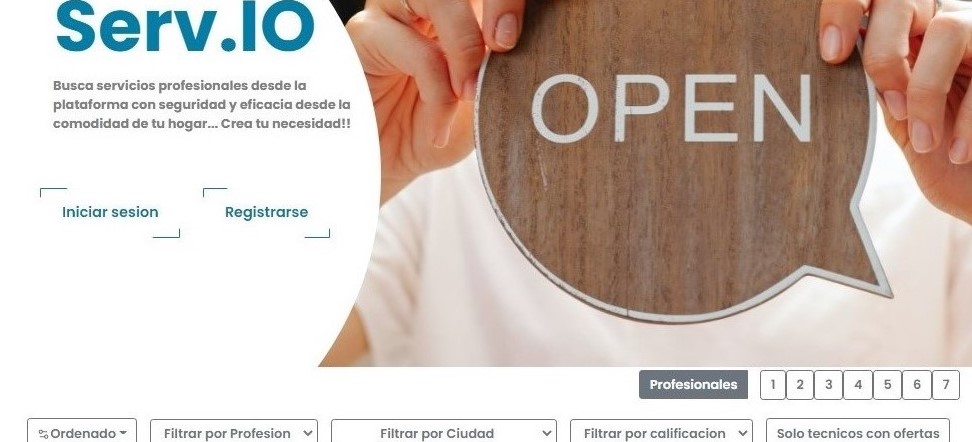 Serv.IO
Busca servicios profesionales desde la
plataforma con seguridad y eficacia desde la
comodidad de tu hogar... Crea tu necesidad!!
OPEN
Iniciar sesion
Registrarse
Profesionales 1 2 3 4 5 6 7
Ordenado Filtrar por Profesion Filtrar por Ciudad Filtrar por calificacion Solo tecnicos con ofertas